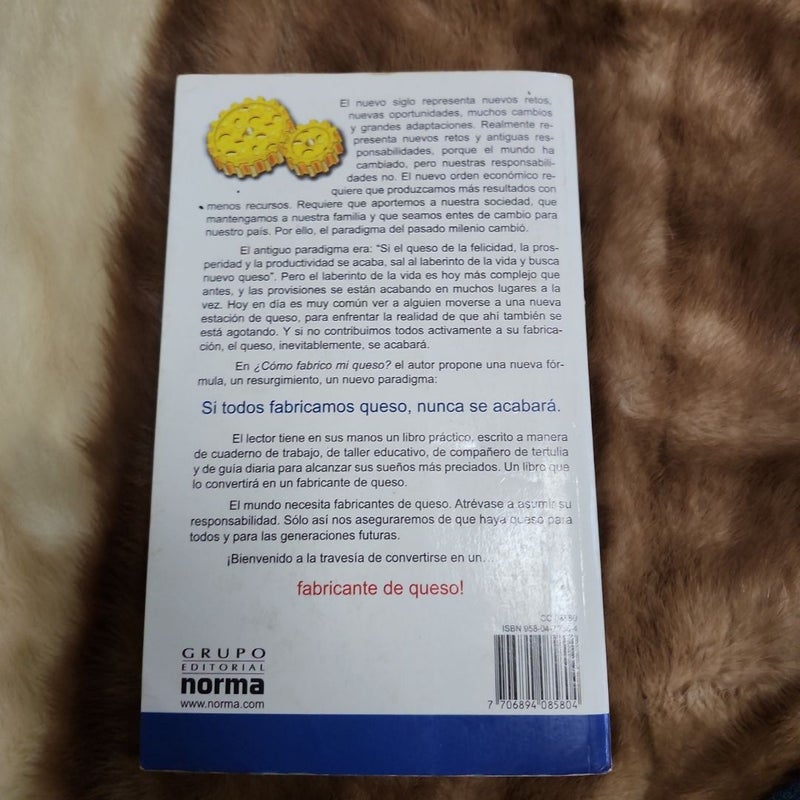 El nuevo siglo representa nuevos retos,
nuevas oportunidades, muchos cambios
y grandes adaptaciones. Realmente re-
presenta nuevos retos y antiguas res-
ponsabilidades, porque el mundo ha
cambiado, pero nuestras responsabili-
dades no. El nuevo orden económico re-
quiere que produzcamos más resultados con
menos recursos. Requiere que aportemos a nuestra sociedad, que
mantengamos a nuestra familia y que seamos entes de cambio para
nuestro país. Por ello, el paradigma del pasado milenio cambió.
El antiguo paradigma era: "Si el queso de la felicidad, la pros-
peridad y la productividad se acaba, sal al laberinto de la vida y busca
nuevo queso". Pero el laberinto de la vida es hoy más complejo que
antes, y las provisiones se están acabando en muchos lugares a la
vez. Hoy en día es muy común ver a alguien moverse a una nueva
estación de queso, para enfrentar la realidad de que ahí también se
está agotando. Y si no contribuimos todos activamente a su fabrica-
ción, el queso, inevitablemente, se acabará.
En ¿Cómo fabrico mi queso? el autor propone una nueva fór-
mula, un resurgimiento, un nuevo paradigma:
Si todos fabricamos queso, nunca se acabará.
El lector tiene en sus manos un libro práctico, escrito a manera
de cuaderno de trabajo, de taller educativo, de compañero de tertulia
y de guía diaria para alcanzar sus sueños más preciados. Un libro que
lo convertirá en un fabricante de queso.
El mundo necesita fabricantes de queso. Atrévase a asumir su
responsabilidad. Sólo así nos aseguraremos de que haya queso para
todos y para las generaciones futuras.
¡Bienvenido a la travesía de convertirse en un...
fabricante de queso!
ISBN 958-04-
GRUPO
EDITORIAL
norma
www.norma.com
7 706894 085804